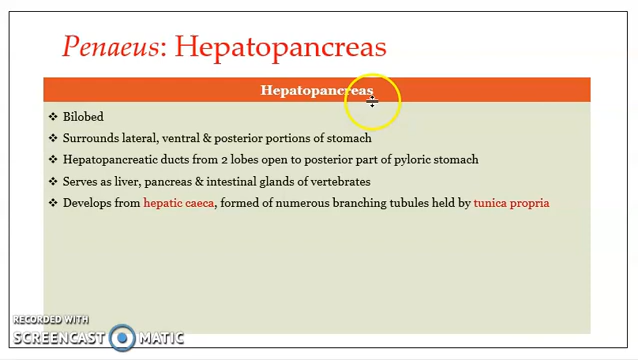 Penaeus: Hepatopancreas
Hepatopancreas
❖ Bilobed
❖ Surrounds lateral, ventral & posterior portions of stomach
❖ Hepatopancreatic ducts from 2 lobes open to posterior part of pyloric stomach
❖ Serves as liver, pancreas & intestinal glands of vertebrates
❖ Develops from hepatic caeca, formed of numerous branching tubules held by tunica propria
RECORDED WITH
SCREENCAST MATIC